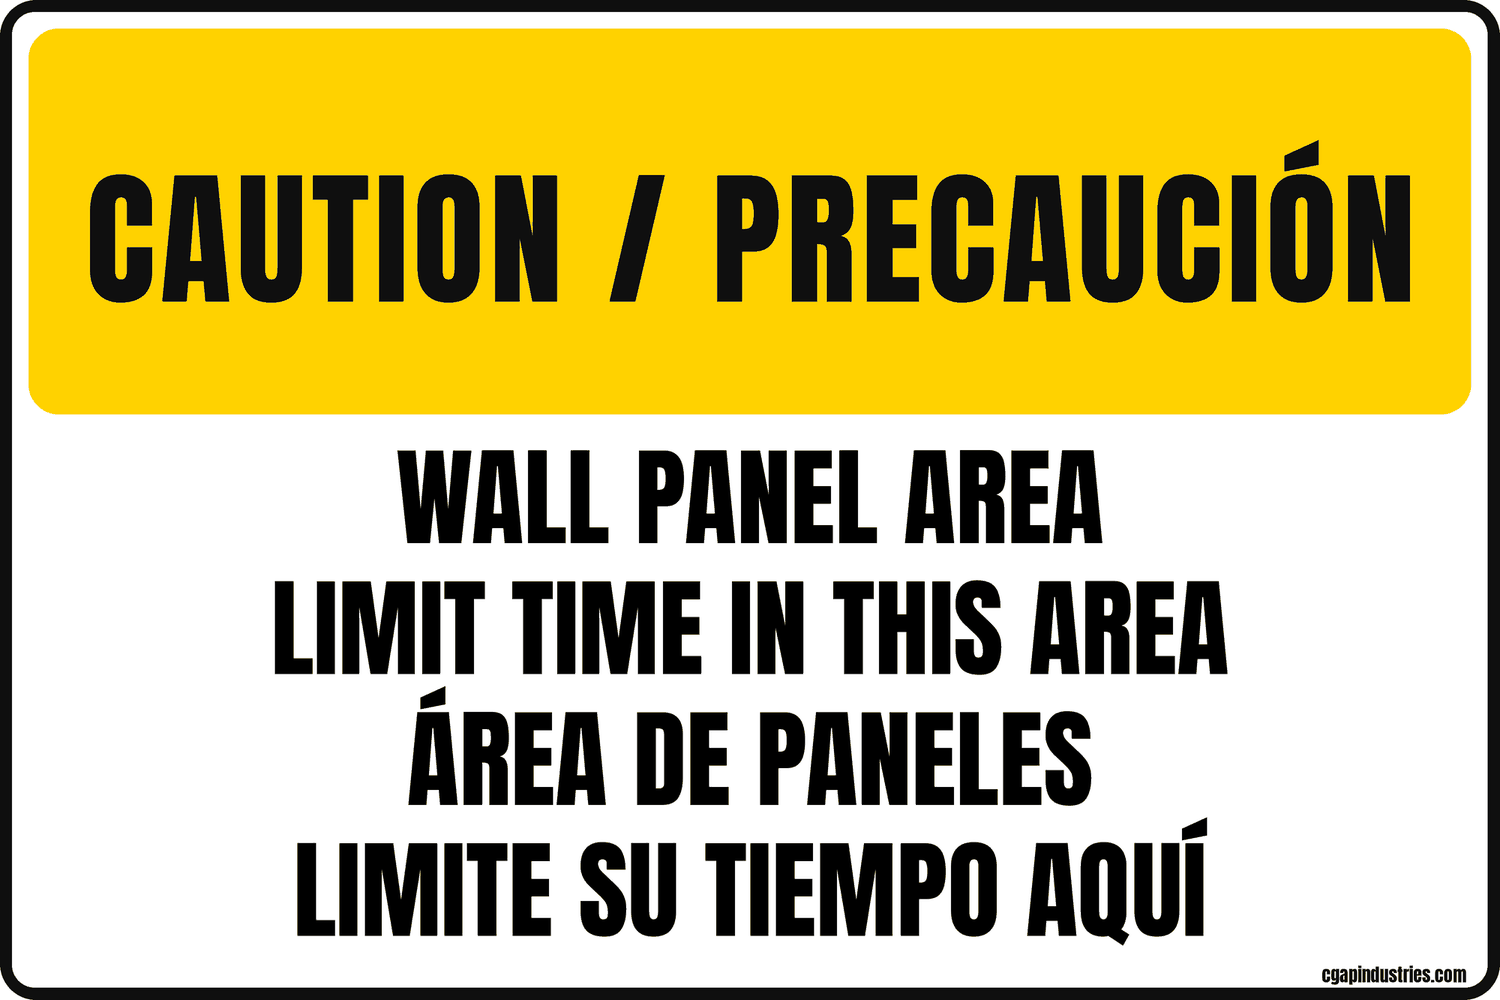 CAUTION / PRECAUCIÓN
WALL PANEL AREA
LIMIT TIME IN THIS AREA
ÁREA DE PANELES
LIMITE SU TIEMPO AQUÍ
cgapindustries.com